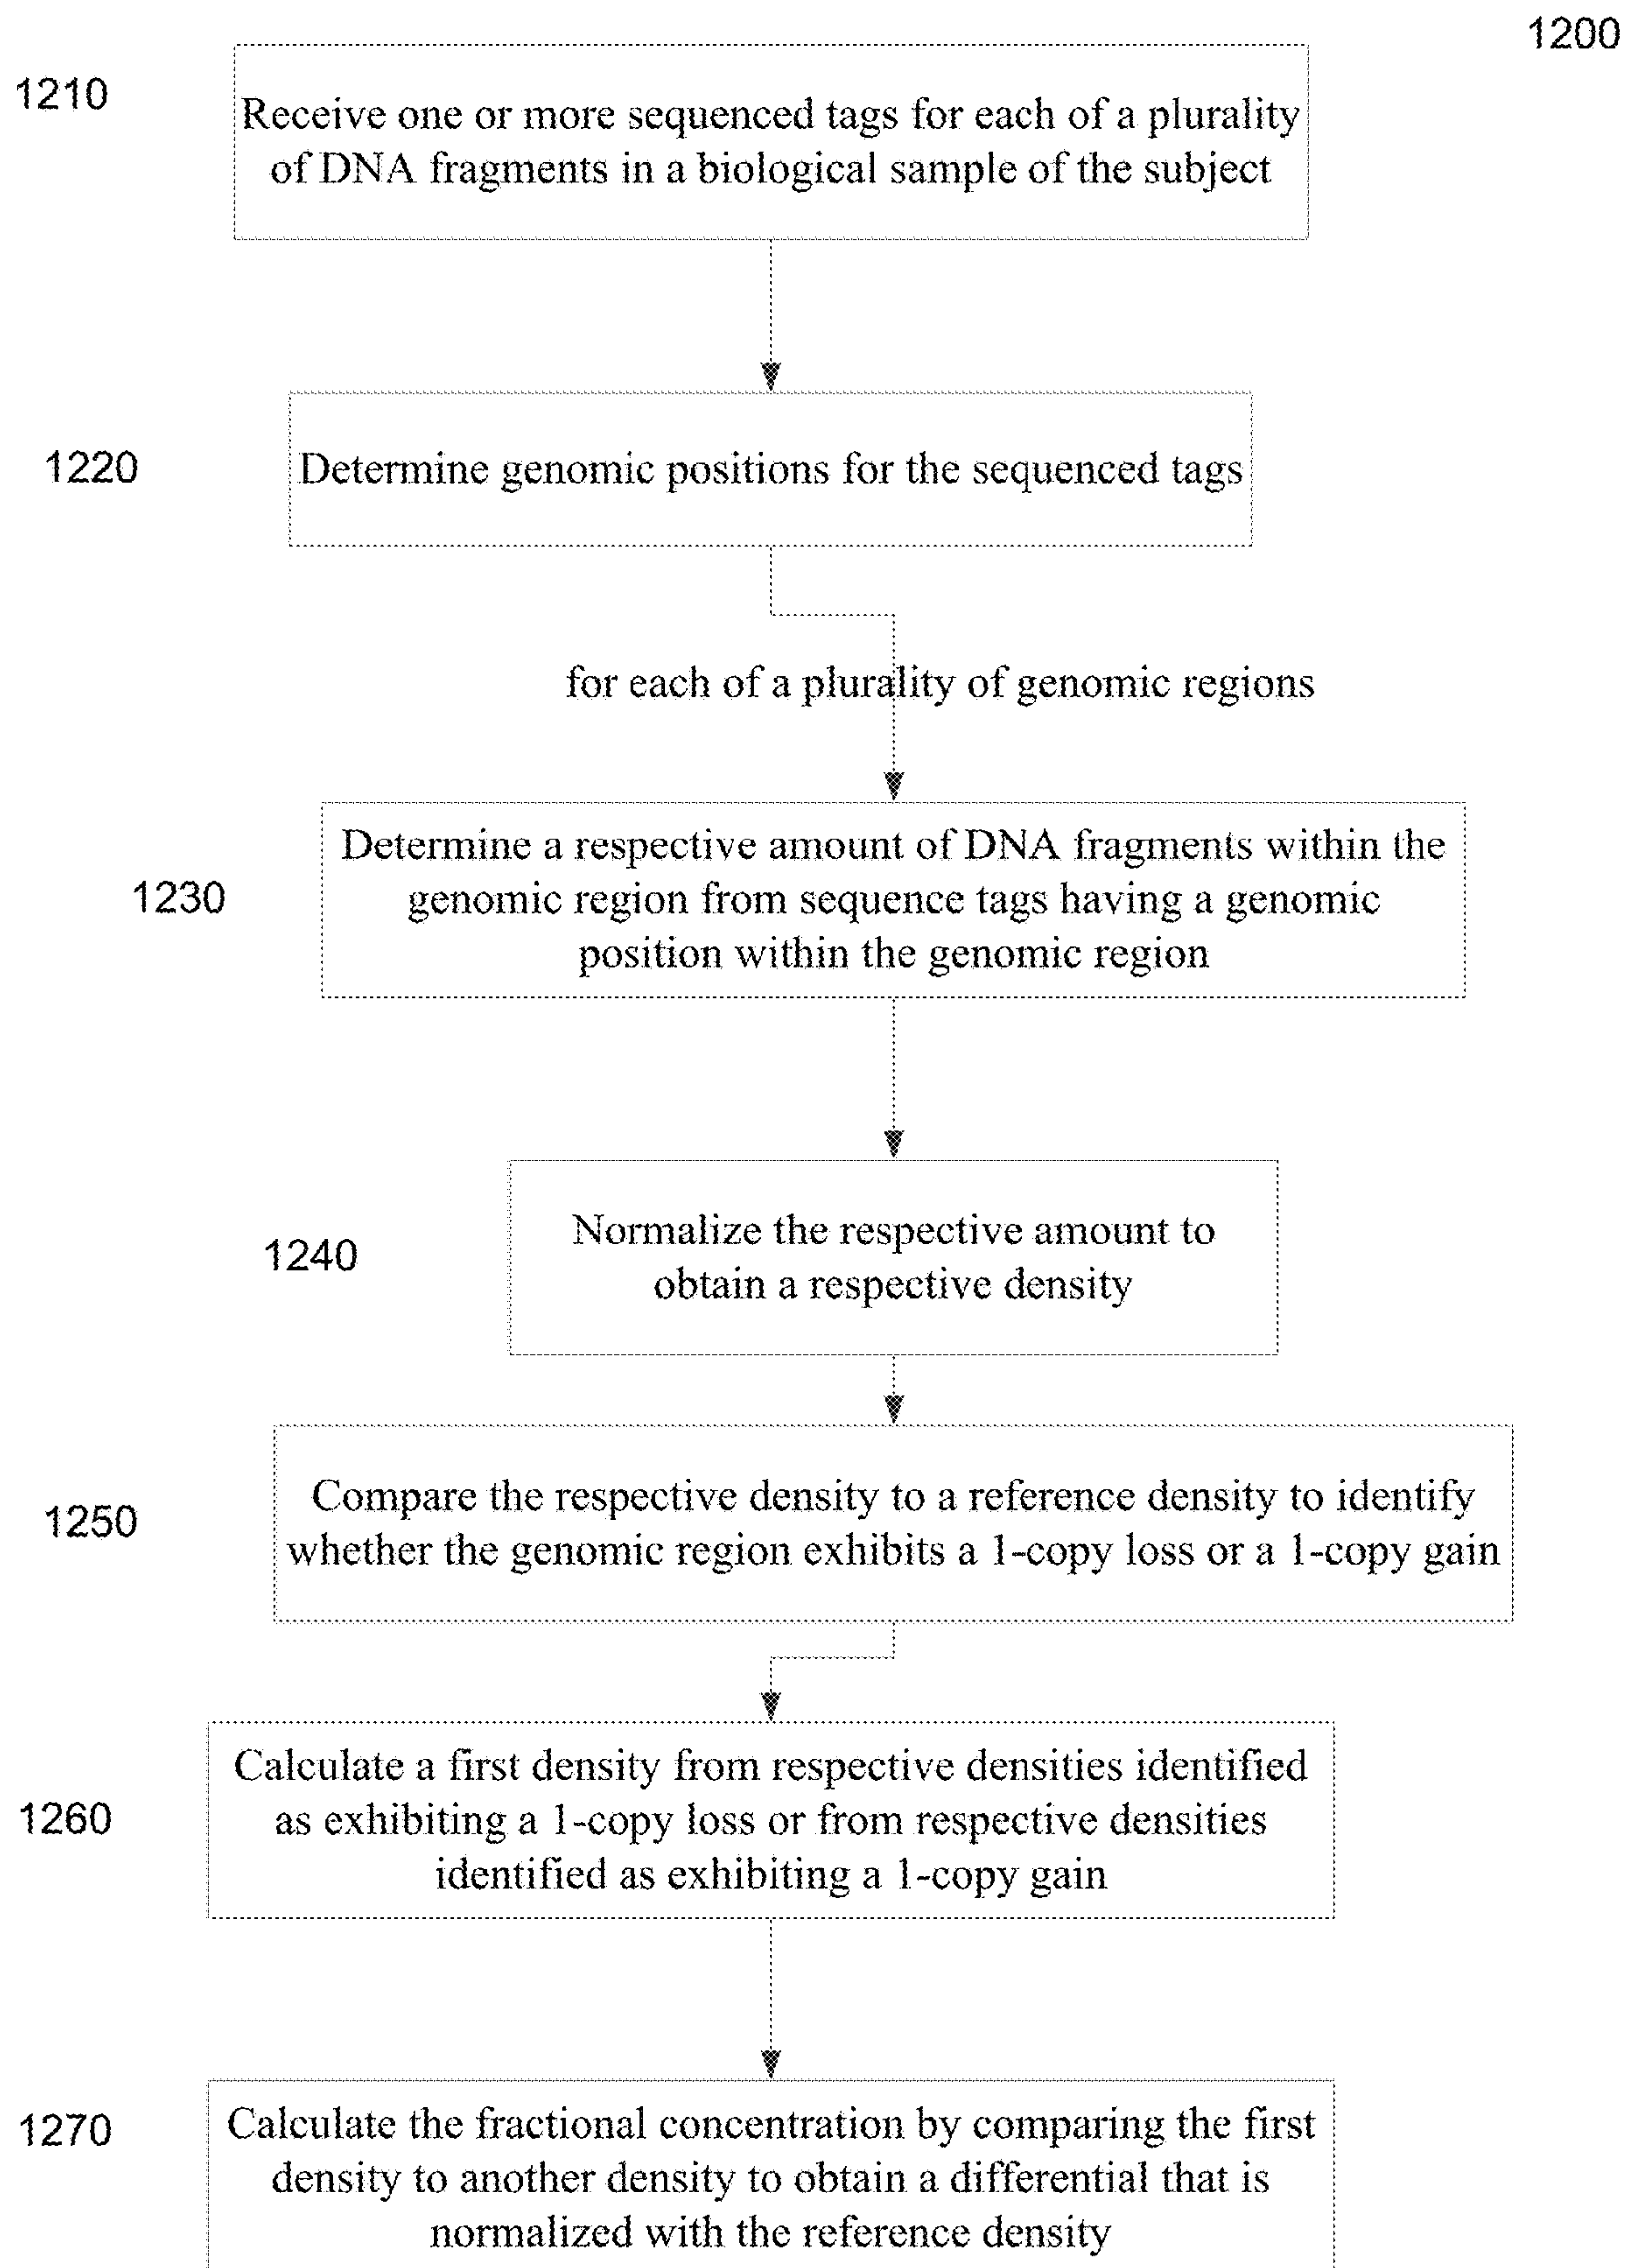 1200
1210
Receive one or more sequenced tags for each of a plurality
of DNA fragments in a biological sample of the subject
1220
Determine genomic positions for the sequenced tags
for each of a plurality of genomic regions
Determine a respective amount of DNA fragments within the
1230
genomic region from sequence tags having a genomic
position within the genomic region
Normalize the respective amount to
1240
obtain a respective density
Compare the respective density to a reference density to identify
1250
whether the genomic region exhibits a 1-copy loss or a 1-copy gain
Calculate a first density from respective densities identified
1260
as exhibiting a 1-copy loss or from respective densities
identified as exhibiting a 1-copy gain
1270
Calculate the fractional concentration by comparing the first
density to another density to obtain a differential that is
normalized with the reference density